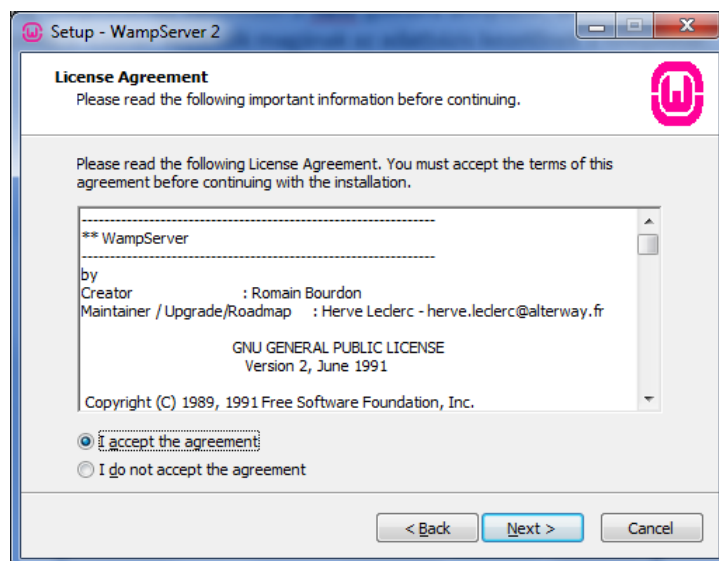 Setup - WampServer 2
License Agreement
Please read the following important information before continuing.
Please read the following License Agreement. You must accept the terms of this
agreement before continuing with the installation.
---------------------------------------------------------------
** WampServer
---------------------------------------------------------------
by
Creator : Romain Bourdon
Maintainer / Upgrade/Roadmap : Herve Leclerc - herve.leclerc@alterway.fr
GNU GENERAL PUBLIC LICENSE
Version 2, June 1991
Copyright (C) 1989, 1991 Free Software Foundation, Inc.
I accept the agreement
I do not accept the agreement
< Back Next > Cancel